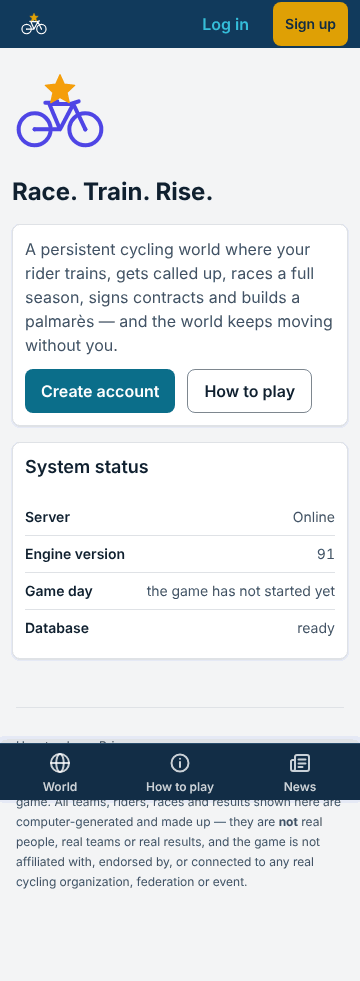 Log in
Sign up
Race. Train. Rise.
A persistent cycling world where your
rider trains, gets called up, races a full
season, signs contracts and builds a
palmarès — and the world keeps moving
without you.
Create account
How to play
System status
Server Online
Engine version 91
Game day the game has not started yet
Database ready
World
How to play
News
game. All teams, riders, races and results shown here are
computer-generated and made up — they are not real
people, real teams or real results, and the game is not
affiliated with, endorsed by, or connected to any real
cycling organization, federation or event.